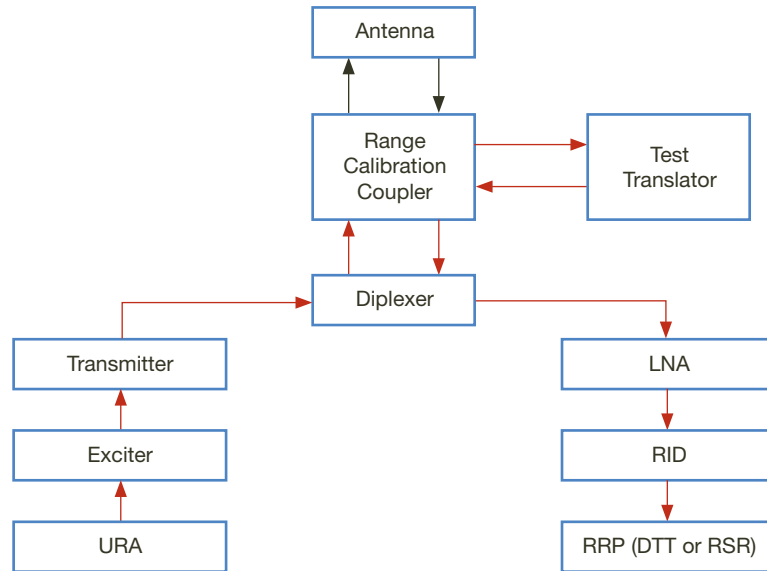 Antenna
Range
Calibration
Coupler
Test
Translator
Diplexer
Transmitter
LNA
Exciter
RID
URA
RRP (DTT or RSR)